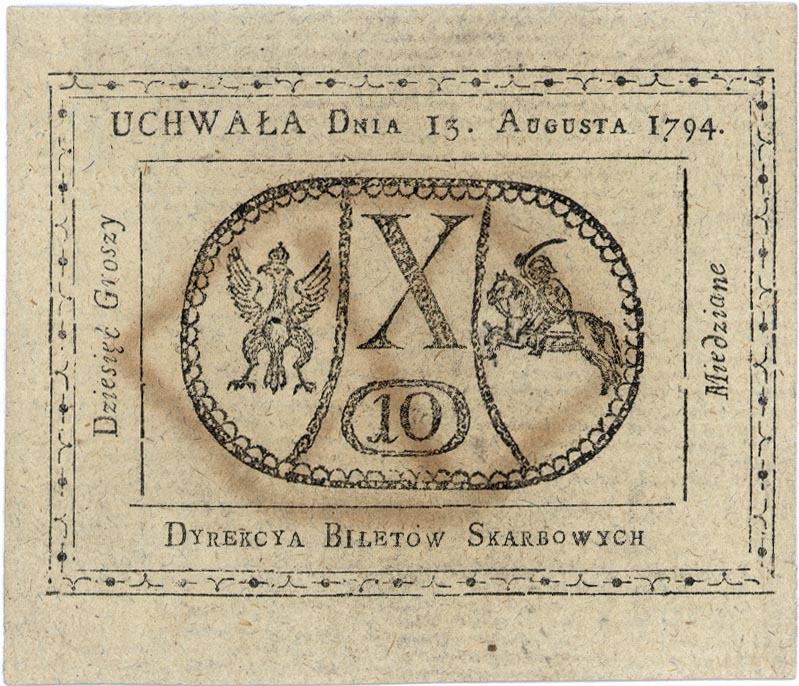 UCHWAŁA DNIA 13. AUGUSTA 1794.
Dziesięć Groszy
X
10
Miedziane
DYREKCYA BILETÓW SKARBOWYCH